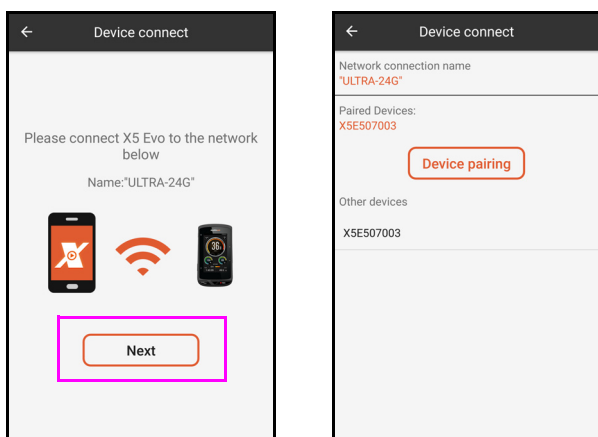 Device connect
Please connect X5 Evo to the network
below
Name:"ULTRA-24G"
36
Next
Device connect
Network connection name
"ULTRA-24G"
Paired Devices:
X5E507003
Device pairing
Other devices
X5E507003